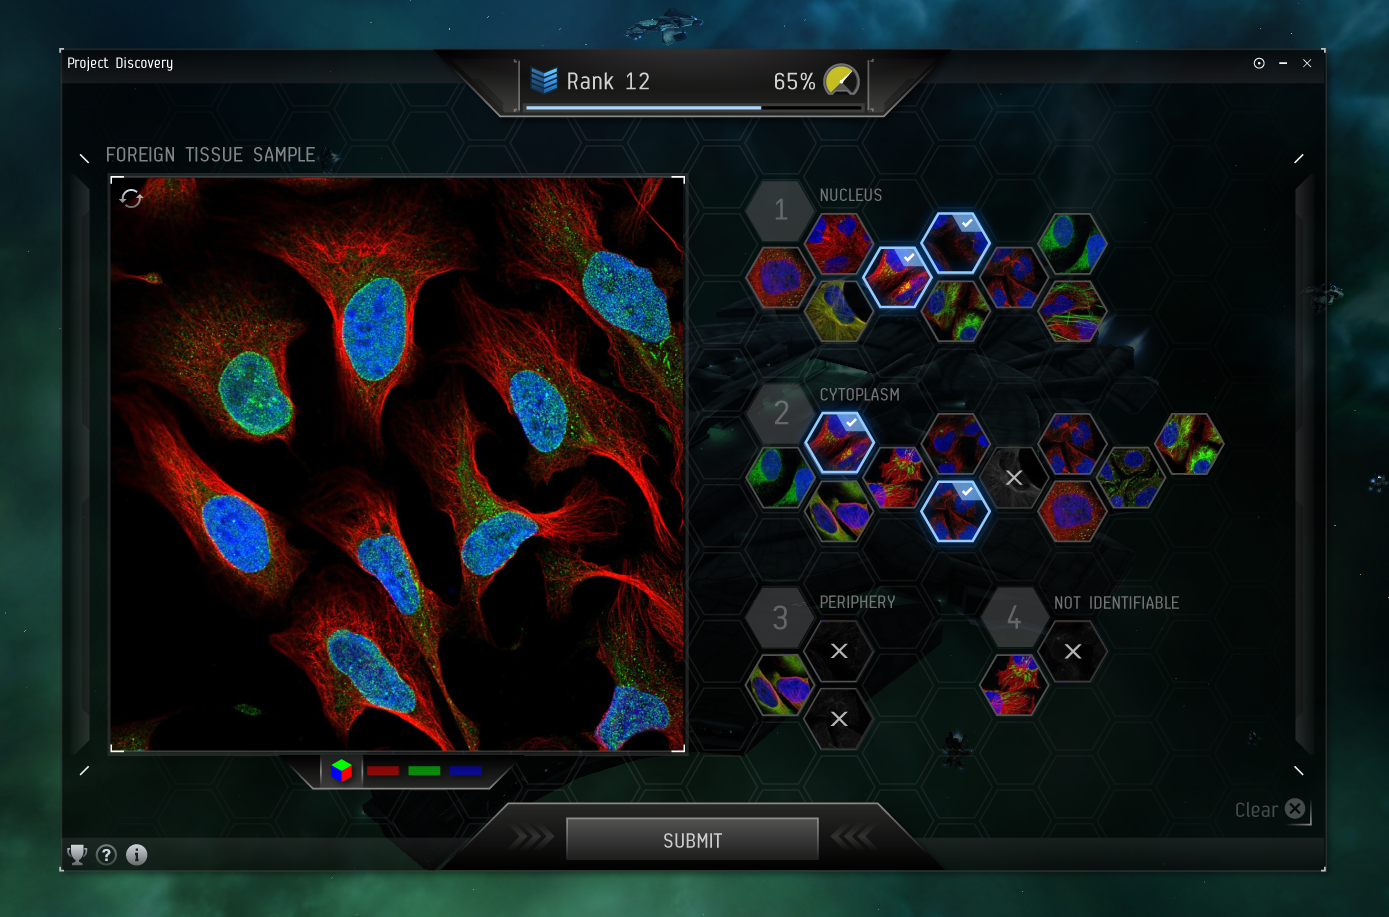 Project Discovery
Rank 12
65%
FOREIGN TISSUE SAMPLE
1
NUCLEUS
2
CYTOPLASM
3
PERIPHERY
4
NOT IDENTIFIABLE
Clear
SUBMIT